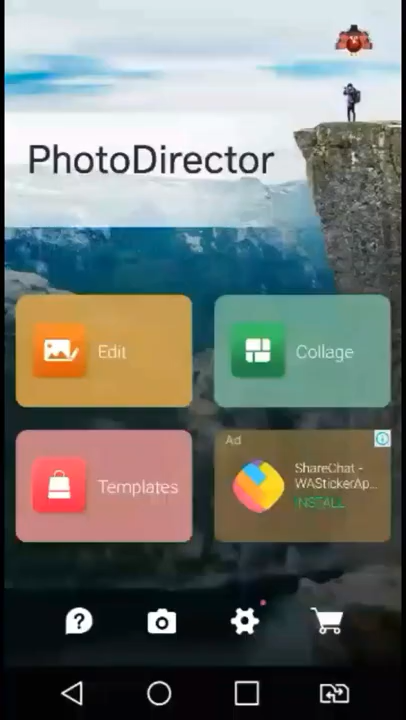 PhotoDirector
Edit
Collage
Templates
Ad
ShareChat -
WAStickerAp...
INSTALL